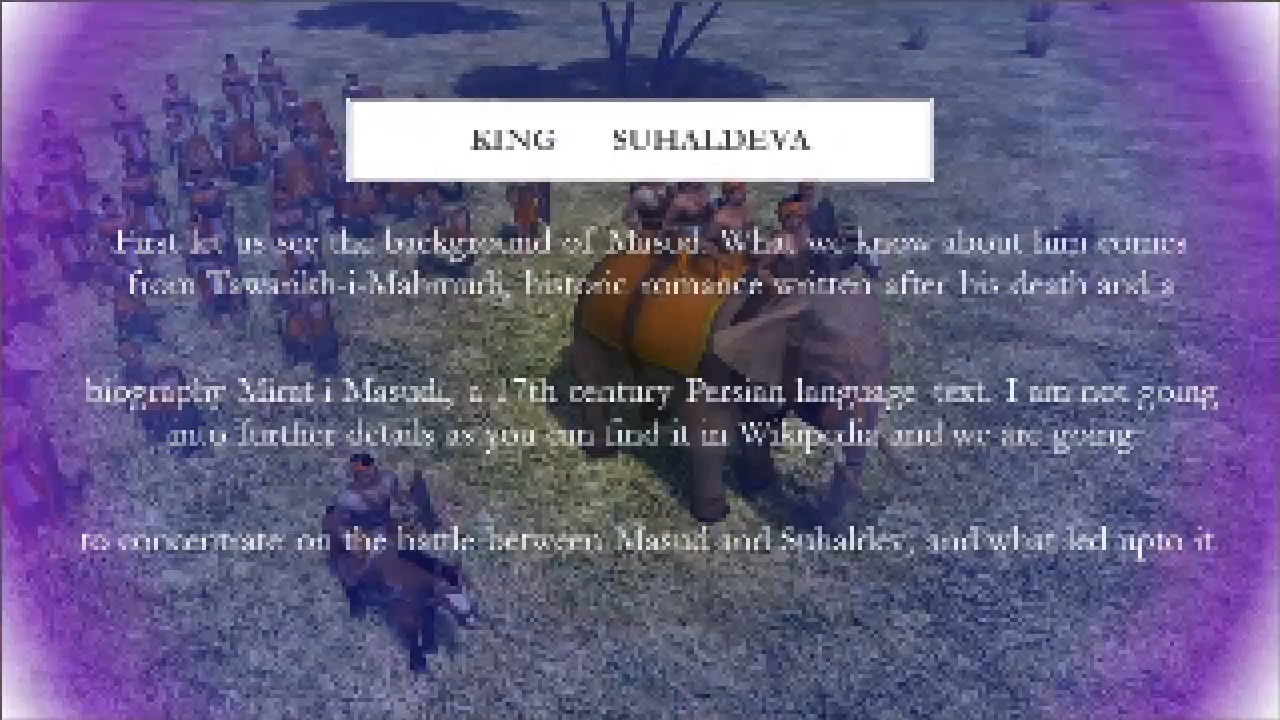 KING SUHALDEVA
First let us see the background of Masud. What we know about him comes
from Tawarikh-i-Mahmudi, historic romance written after his death and a
biography Mirat i Masudi, a 17th century Persian language text. I am not going
into further details as you can find it in Wikipedia and we are going
to concentrate on the battle between Masud and Suhaldev, and what led upto it